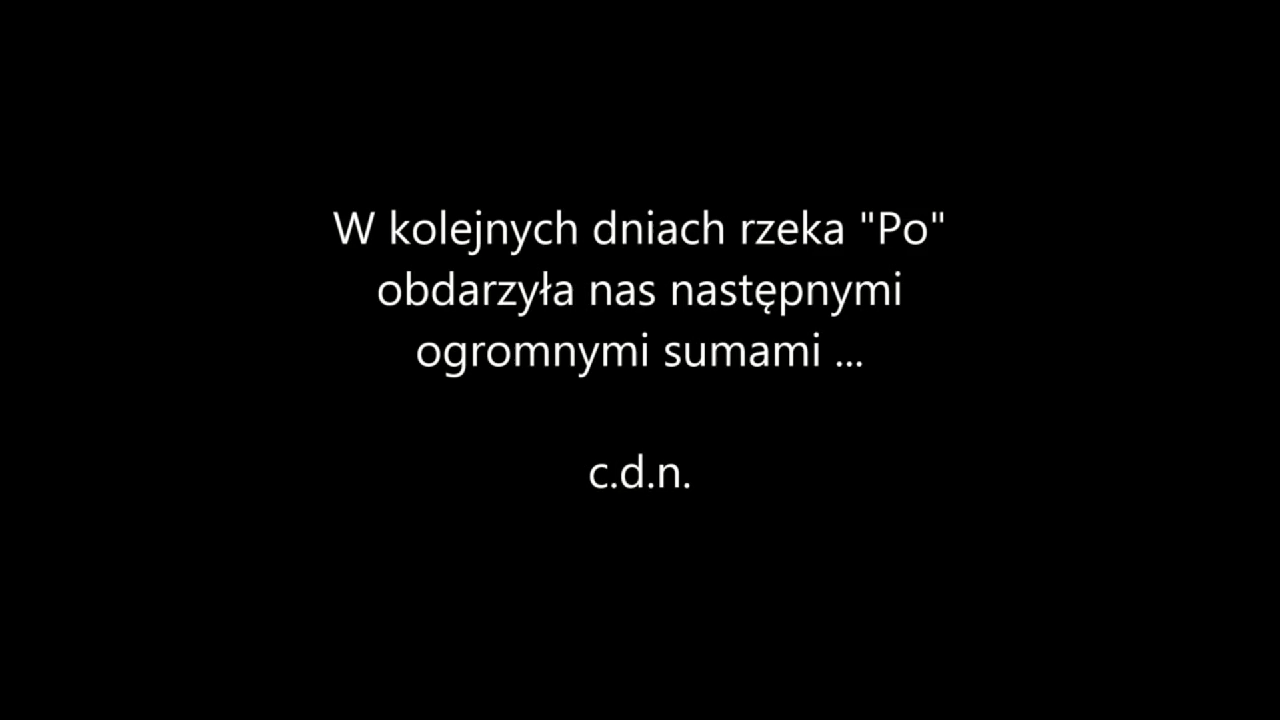 W kolejnych dniach rzeka "Po"
obdarzyła nas następnymi
ogromnymi sumami ...
c.d.n.